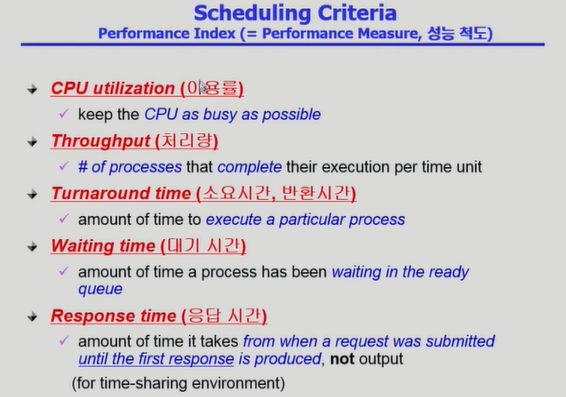 Scheduling Criteria
Performance Index (= Performance Measure, 성능 척도)
CPU utilization (이용률)
keep the CPU as busy as possible
Throughput (처리량)
# of processes that complete their execution per time unit
Turnaround time (소요시간, 반환시간)
amount of time to execute a particular process
Waiting time (대기 시간)
amount of time a process has been waiting in the ready
queue
Response time (응답 시간)
amount of time it takes from when a request was submitted
until the first response is produced, not output
(for time-sharing environment)